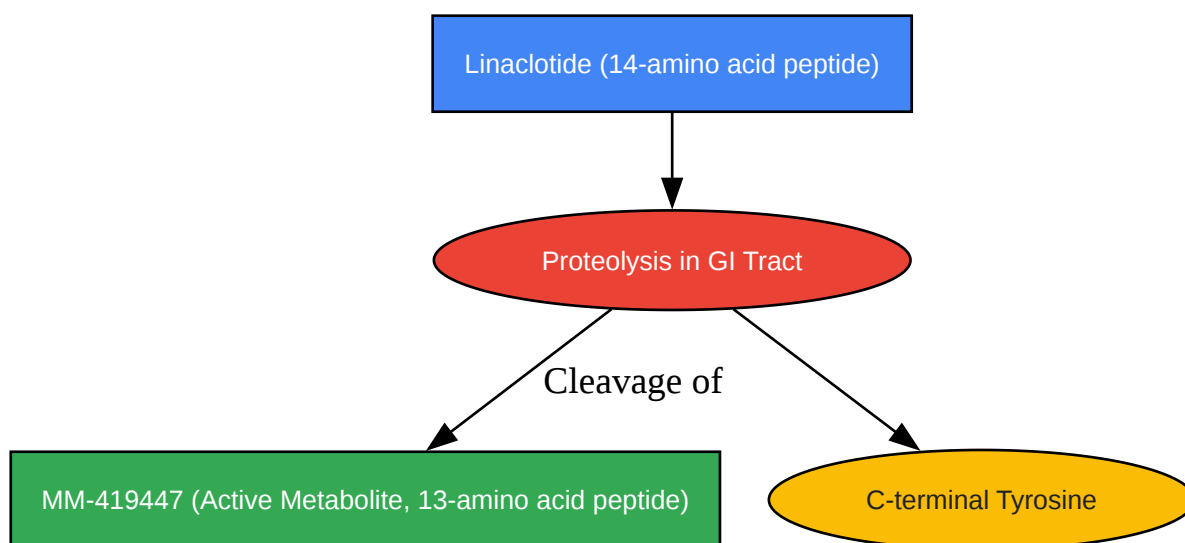 Linaclotide (14-amino acid peptide)
Proteolysis in GI Tract
Cleavage of
MM-419447 (Active Metabolite, 13-amino acid peptide)
C-terminal Tyrosine